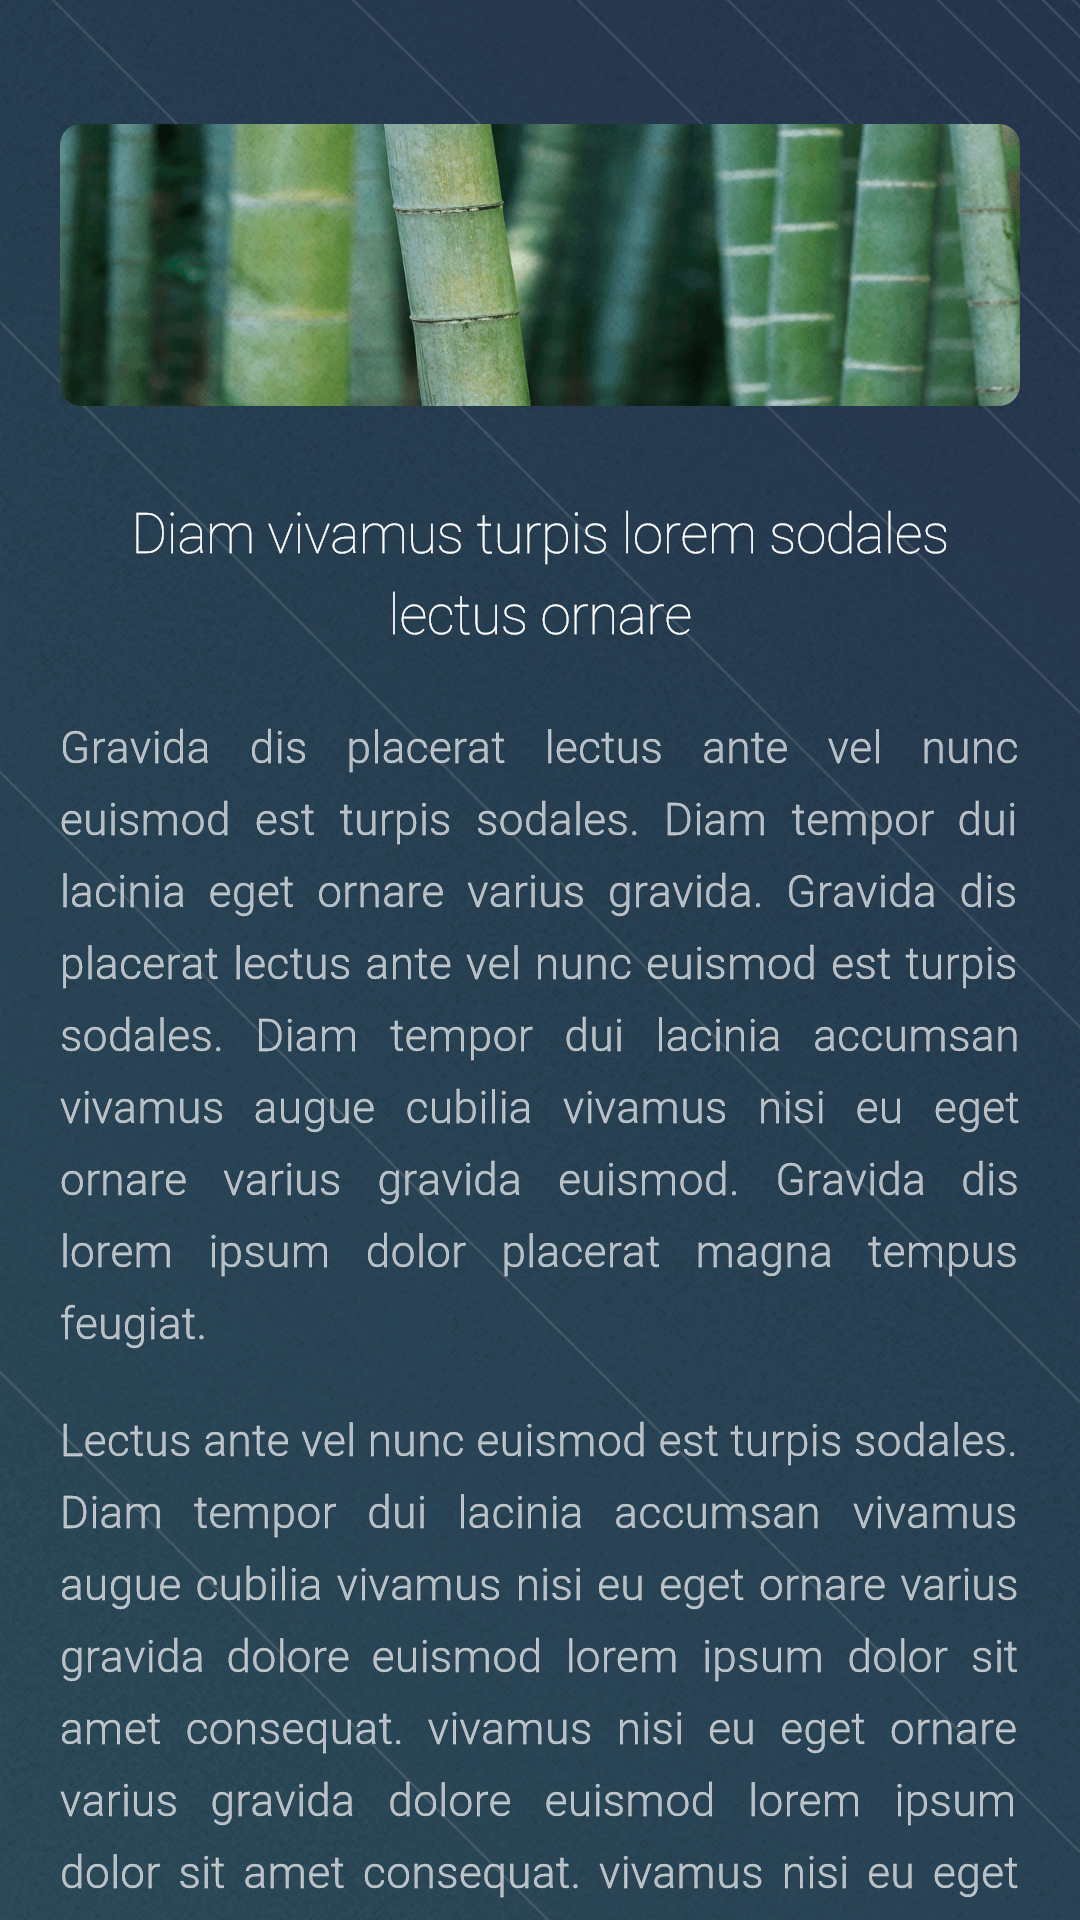 Diam vivamus turpis lorem sodales
lectus ornare
Gravida dis placerat lectus ante vel nunc
euismod est turpis sodales. Diam tempor dui
lacinia eget ornare varius gravida. Gravida dis
placerat lectus ante vel nunc euismod est turpis
sodales. Diam tempor dui lacinia accumsan
vivamus augue cubilia vivamus nisi eu eget
ornare varius gravida euismod. Gravida dis
lorem ipsum dolor placerat magna tempus
feugiat.
Lectus ante vel nunc euismod est turpis sodales.
Diam tempor dui lacinia accumsan vivamus
augue cubilia vivamus nisi eu eget ornare varius
gravida dolore euismod lorem ipsum dolor sit
amet consequat. vivamus nisi eu eget ornare
varius gravida dolore euismod lorem ipsum
dolor sit amet consequat. vivamus nisi eu eget